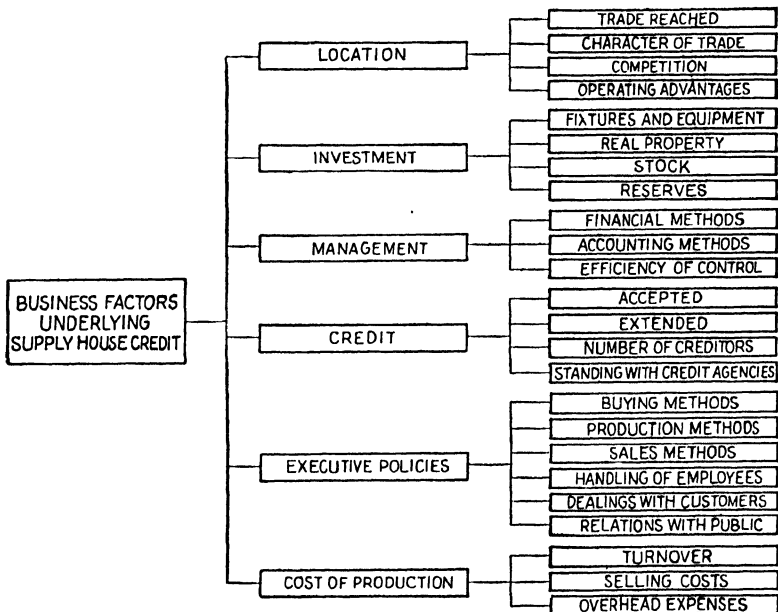 BUSINESS FACTORS
UNDERLYING
SUPPLY HOUSE CREDIT
LOCATION
TRADE REACHED
CHARACTER OF TRADE
COMPETITION
OPERATING ADVANTAGES
INVESTMENT
FIXTURES AND EQUIPMENT
REAL PROPERTY
STOCK
RESERVES
MANAGEMENT
FINANCIAL METHODS
ACCOUNTING METHODS
EFFICIENCY OF CONTROL
CREDIT
ACCEPTED
EXTENDED
NUMBER OF CREDITORS
STANDING WITH CREDIT AGENCIES
EXECUTIVE POLICIES
BUYING METHODS
PRODUCTION METHODS
SALES METHODS
HANDLING OF EMPLOYEES
DEALINGS WITH CUSTOMERS
RELATIONS WITH PUBLIC
COST OF PRODUCTION
TURNOVER
SELLING COSTS
OVERHEAD EXPENSES